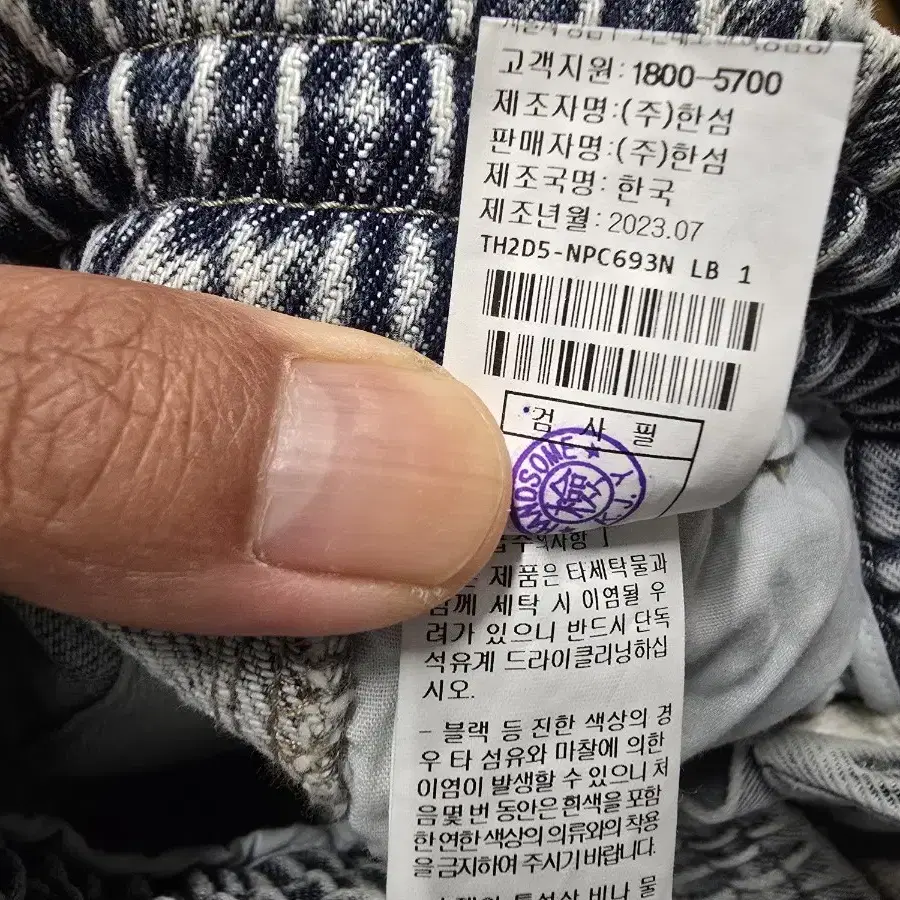 고객지원:1800-5700
제조자명:(주)한섬
판매자명:(주)한섬
제조국명: 한국
제조년월: 2023.07
TH2D5-NPC693N LB 1
검 사 필
HANDSOME ★ Y.J.
제품은 타세탁물과
함께 세탁 시 이염될 우
려가 있으니 반드시 단독
석유계 드라이클리닝하십
시오.
- 블랙 등 진한 색상의 경
우 타 섬유와 마찰에 의한
이염이 발생할 수 있으니 처
음 몇 번 동안은 흰색을 포함
한 연한 색상의 의류와의 착용
을 금지하여 주시기 바랍니다.